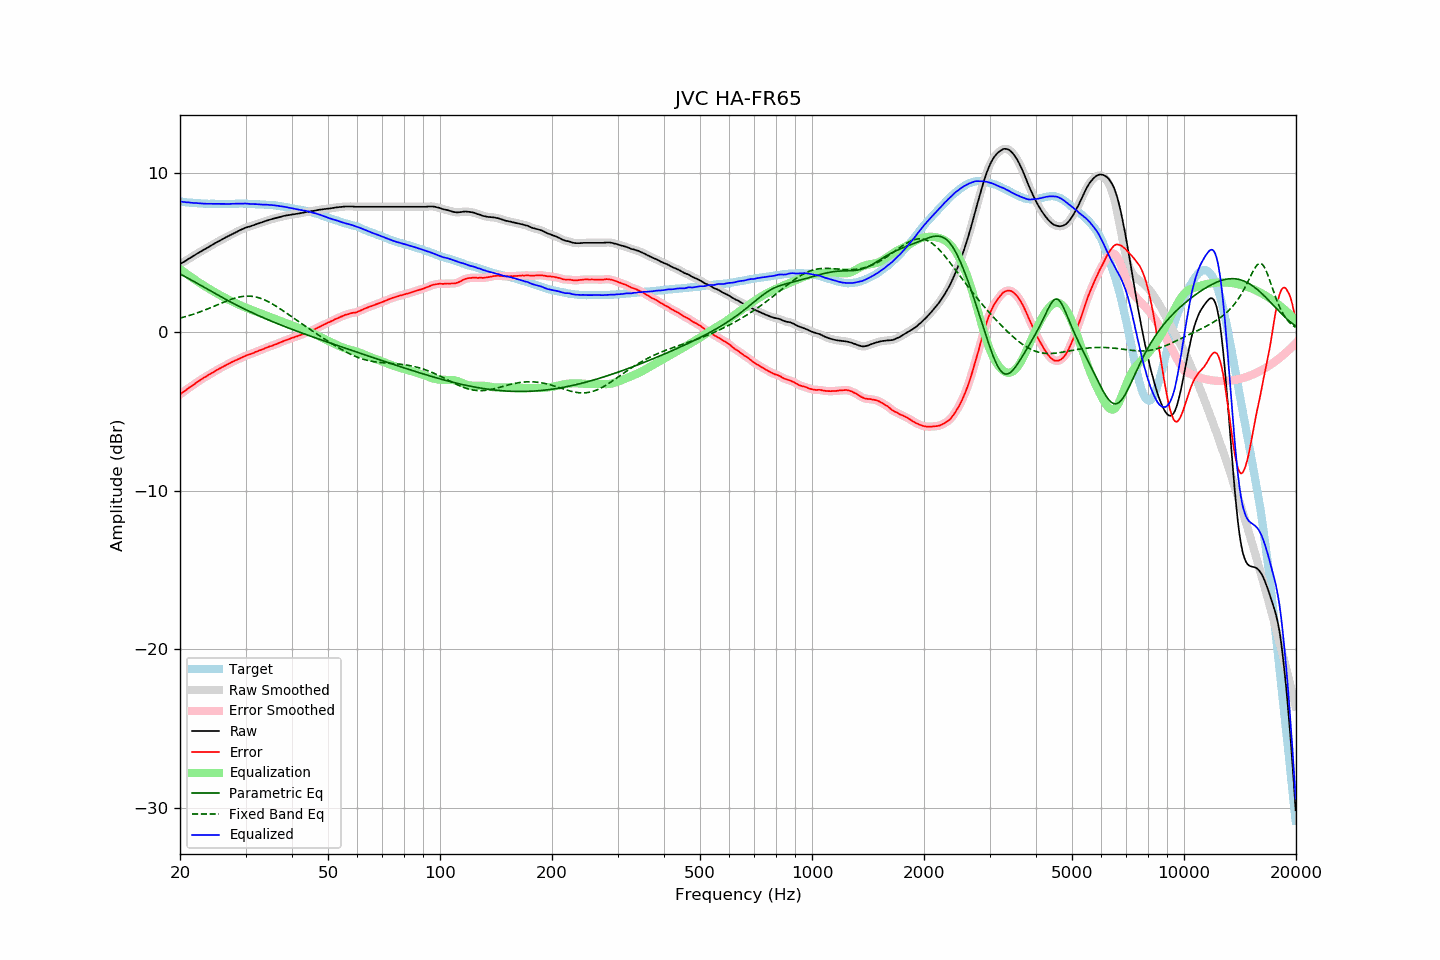 JVC HA-FR65
10
0
−10
−20
−30
Amplitude (dBr)
Target
Raw Smoothed
Error Smoothed
Raw
Error
Equalization
Parametric Eq
Fixed Band Eq
Equalized
20 50 100 200 500 1000 2000 5000 10000 20000
Frequency (Hz)